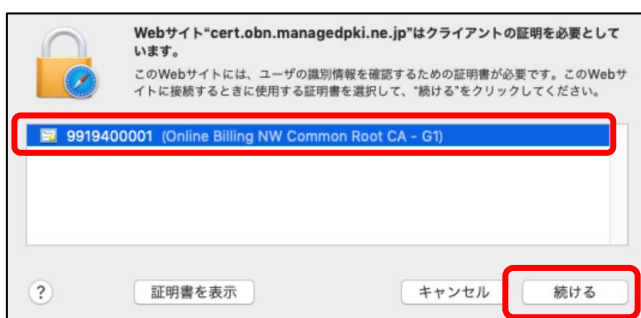 Webサイト“cert.obn.managedpki.ne.jp”はクライアントの証明を必要として
います。
このWebサイトには、ユーザの識別情報を確認するための証明書が必要です。このWebサ
イトに接続するときに使用する証明書を選択して、“続ける”をクリックしてください。
9919400001 (Online Billing NW Common Root CA - G1)
? 証明書を表示 キャンセル 続ける